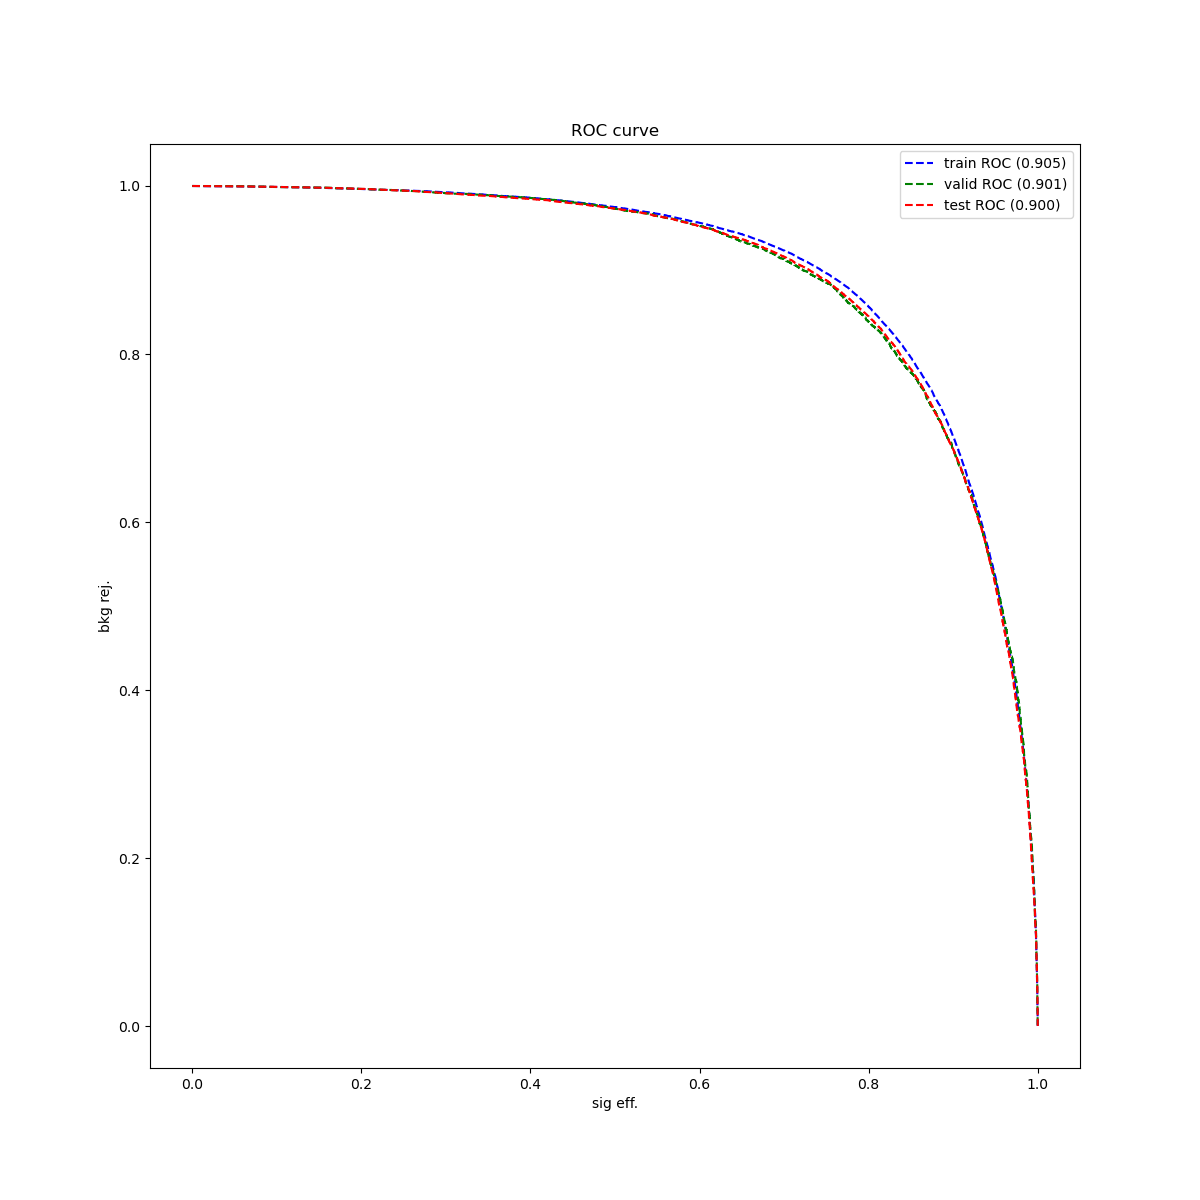 ROC curve
train ROC (0.905)
valid ROC (0.901)
test ROC (0.900)
1.0
0.8
0.6
0.4
0.2
0.0
bkg rej.
0.0 0.2 0.4 0.6 0.8 1.0
sig eff.